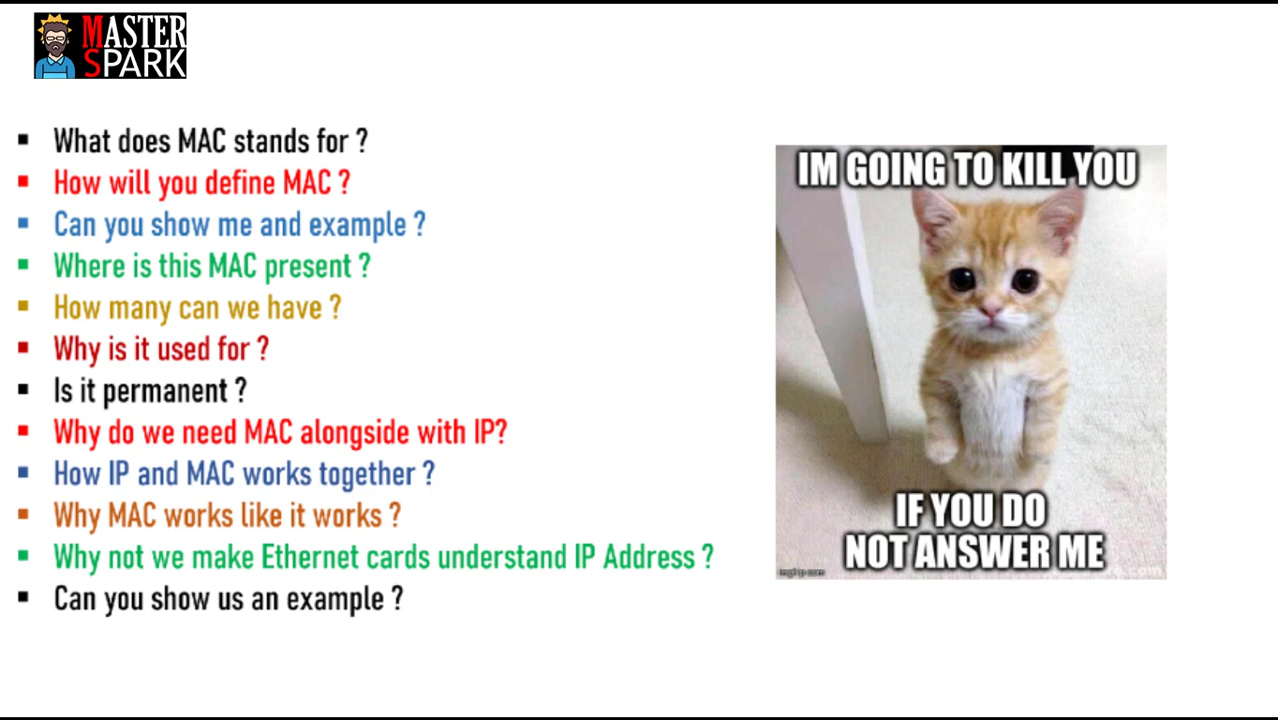 MASTER
SPARK
What does MAC stands for ?
How will you define MAC ?
Can you show me and example ?
Where is this MAC present ?
How many can we have ?
Why is it used for ?
Is it permanent ?
Why do we need MAC alongside with IP?
How IP and MAC works together ?
Why MAC works like it works ?
Why not we make Ethernet cards understand IP Address ?
Can you show us an example ?
IM GOING TO KILL YOU
IF YOU DO
NOT ANSWER ME
imgflip.com